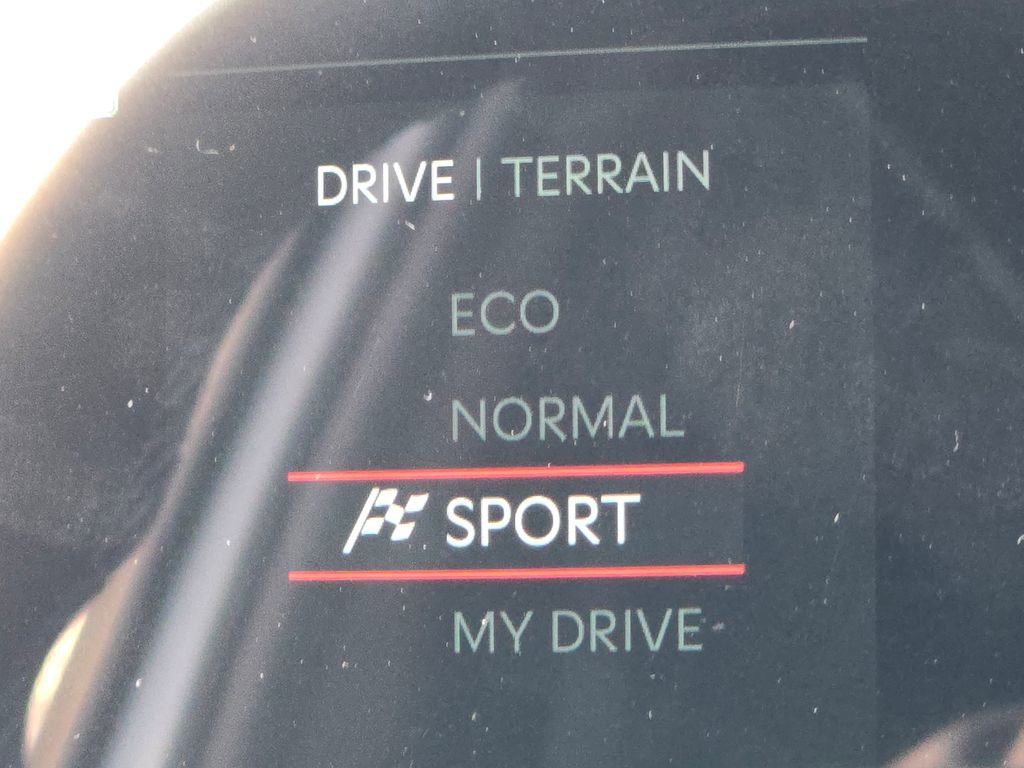 DRIVE | TERRAIN
ECO
NORMAL
SPORT
MY DRIVE